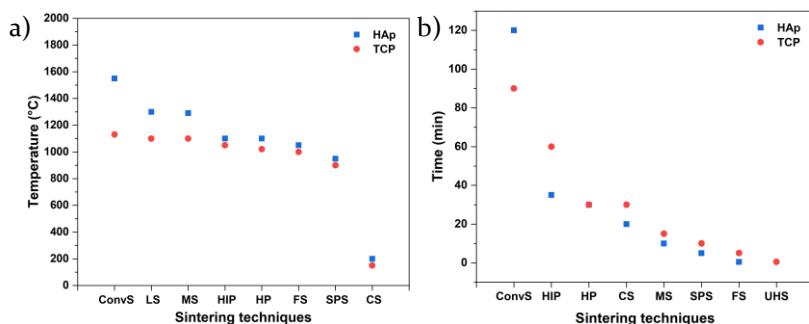 a)
HAp
TCP
Temperature (°C)
2000
1800
1600
1400
1200
1000
800
600
400
200
0
ConvS LS MS HIP HP FS SPS CS
Sintering techniques
b)
HAp
TCP
Time (min)
120
100
80
60
40
20
0
ConvS HIP HP CS MS SPS FS UHS
Sintering techniques